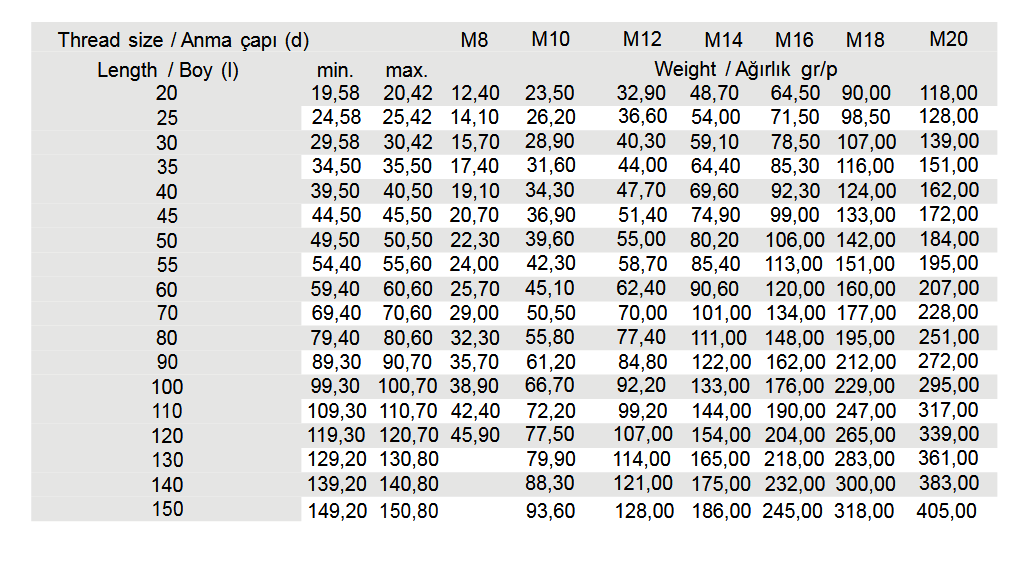 Thread size / Anma çapı (d) M8 M10 M12 M14 M16 M18 M20
Length / Boy (l) min. max. Weight / Ağırlık gr/p
20 19,58 20,42 12,40 23,50 32,90 48,70 64,50 90,00 118,00
25 24,58 25,42 14,10 26,20 36,60 54,00 71,50 98,50 128,00
30 29,58 30,42 15,70 28,90 40,30 59,10 78,50 107,00 139,00
35 34,50 35,50 17,40 31,60 44,00 64,40 85,30 116,00 151,00
40 39,50 40,50 19,10 34,30 47,70 69,60 92,30 124,00 162,00
45 44,50 45,50 20,70 36,90 51,40 74,90 99,00 133,00 172,00
50 49,50 50,50 22,30 39,60 55,00 80,20 106,00 142,00 184,00
55 54,40 55,60 24,00 42,30 58,70 85,40 113,00 151,00 195,00
60 59,40 60,60 25,70 45,10 62,40 90,60 120,00 160,00 207,00
70 69,40 70,60 29,00 50,50 70,00 101,00 134,00 177,00 228,00
80 79,40 80,60 32,30 55,80 77,40 111,00 148,00 195,00 251,00
90 89,30 90,70 35,70 61,20 84,80 122,00 162,00 212,00 272,00
100 99,30 100,70 38,90 66,70 92,20 133,00 176,00 229,00 295,00
110 109,30 110,70 42,40 72,20 99,20 144,00 190,00 247,00 317,00
120 119,30 120,70 45,90 77,50 107,00 154,00 204,00 265,00 339,00
130 129,20 130,80 79,90 114,00 165,00 218,00 283,00 361,00
140 139,20 140,80 88,30 121,00 175,00 232,00 300,00 383,00
150 149,20 150,80 93,60 128,00 186,00 245,00 318,00 405,00